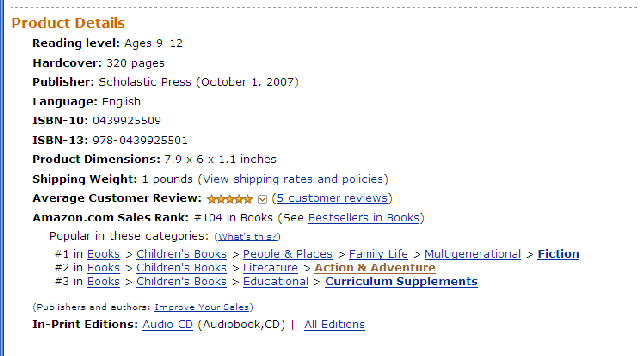 Product Details
Reading level: Ages 9-12
Hardcover: 320 pages
Publisher: Scholastic Press (October 1, 2007)
Language: English
ISBN-10: 0439925509
ISBN-13: 978-0439925501
Product Dimensions: 7.9 x 6 x 1.1 inches
Shipping Weight: 1 pounds (View shipping rates and policies)
Average Customer Review: (5 customer reviews)
Amazon.com Sales Rank: #104 in Books (See Bestsellers in Books)
Popular in these categories: (What's this?)
#1 in Books > Children's Books > People & Places > Family Life > Multigenerational > Fiction
#2 in Books > Children's Books > Literature > Action & Adventure
#3 in Books > Children's Books > Educational > Curriculum Supplements
(Publishers and authors: Improve Your Sales)
In-Print Editions: Audio CD (Audiobook,CD) | All Editions